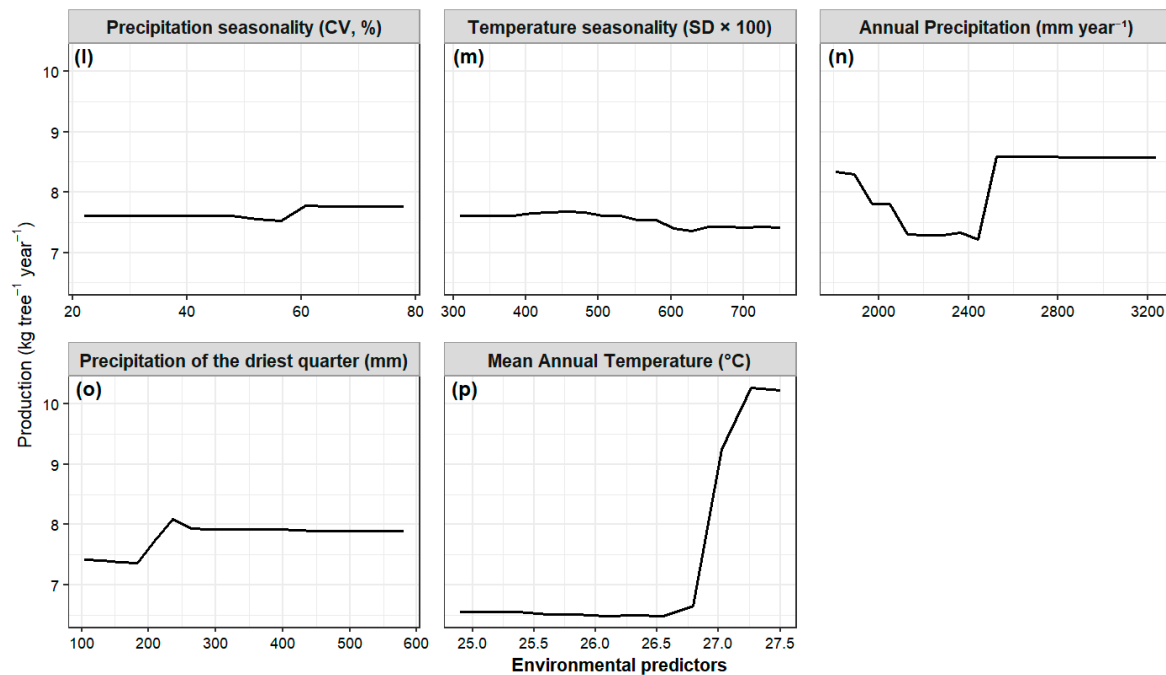 Precipitation seasonality (CV, %)
Temperature seasonality (SD × 100)
Annual Precipitation (mm year⁻¹)
(l)
(m)
(n)
10
9
8
7
20 40 60 80
300 400 500 600 700
2000 2400 2800 3200
Production (kg tree⁻¹ year⁻¹)
Precipitation of the driest quarter (mm)
Mean Annual Temperature (°C)
(o)
(p)
10
9
8
7
100 200 300 400 500 600
25.0 25.5 26.0 26.5 27.0 27.5
Environmental predictors